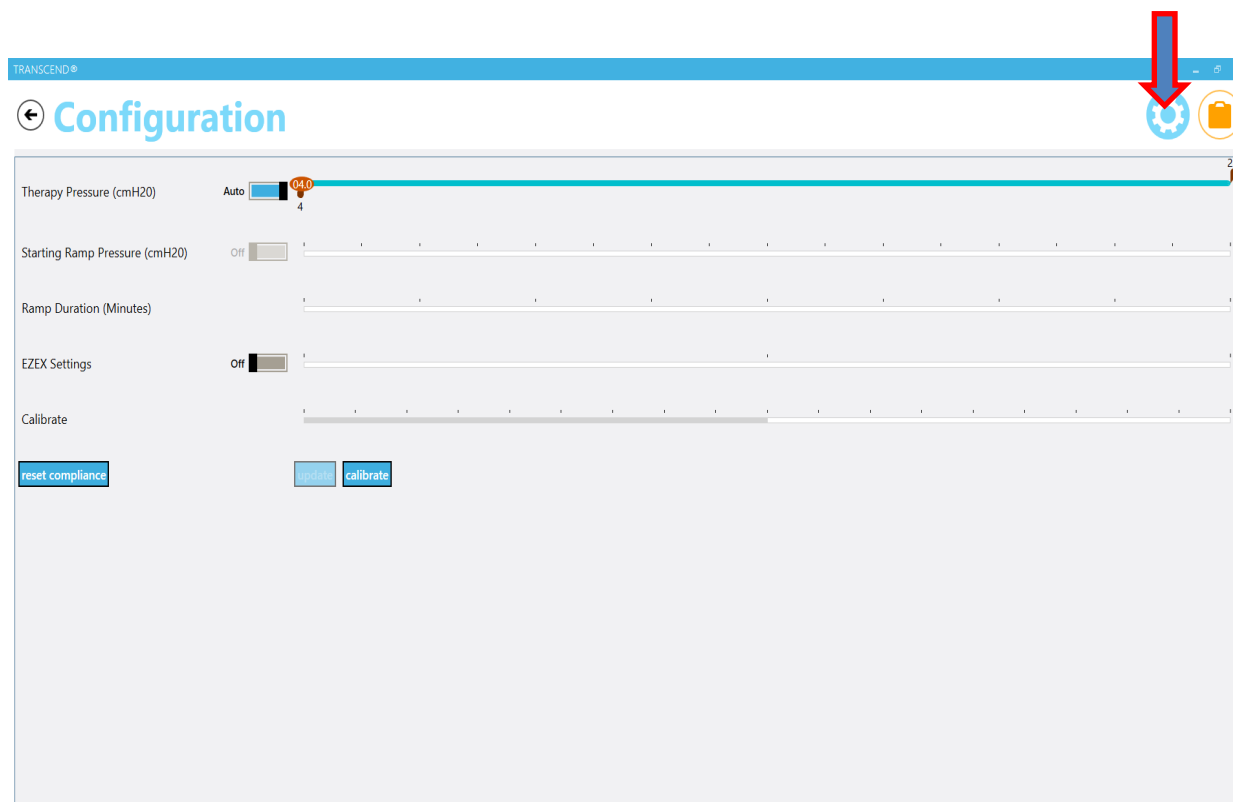 TRANSCEND®
Configuration
Therapy Pressure (cmH20)
Auto
04.0
4
2
Starting Ramp Pressure (cmH20)
Off
Ramp Duration (Minutes)
EZEX Settings
Off
Calibrate
reset compliance
update
calibrate